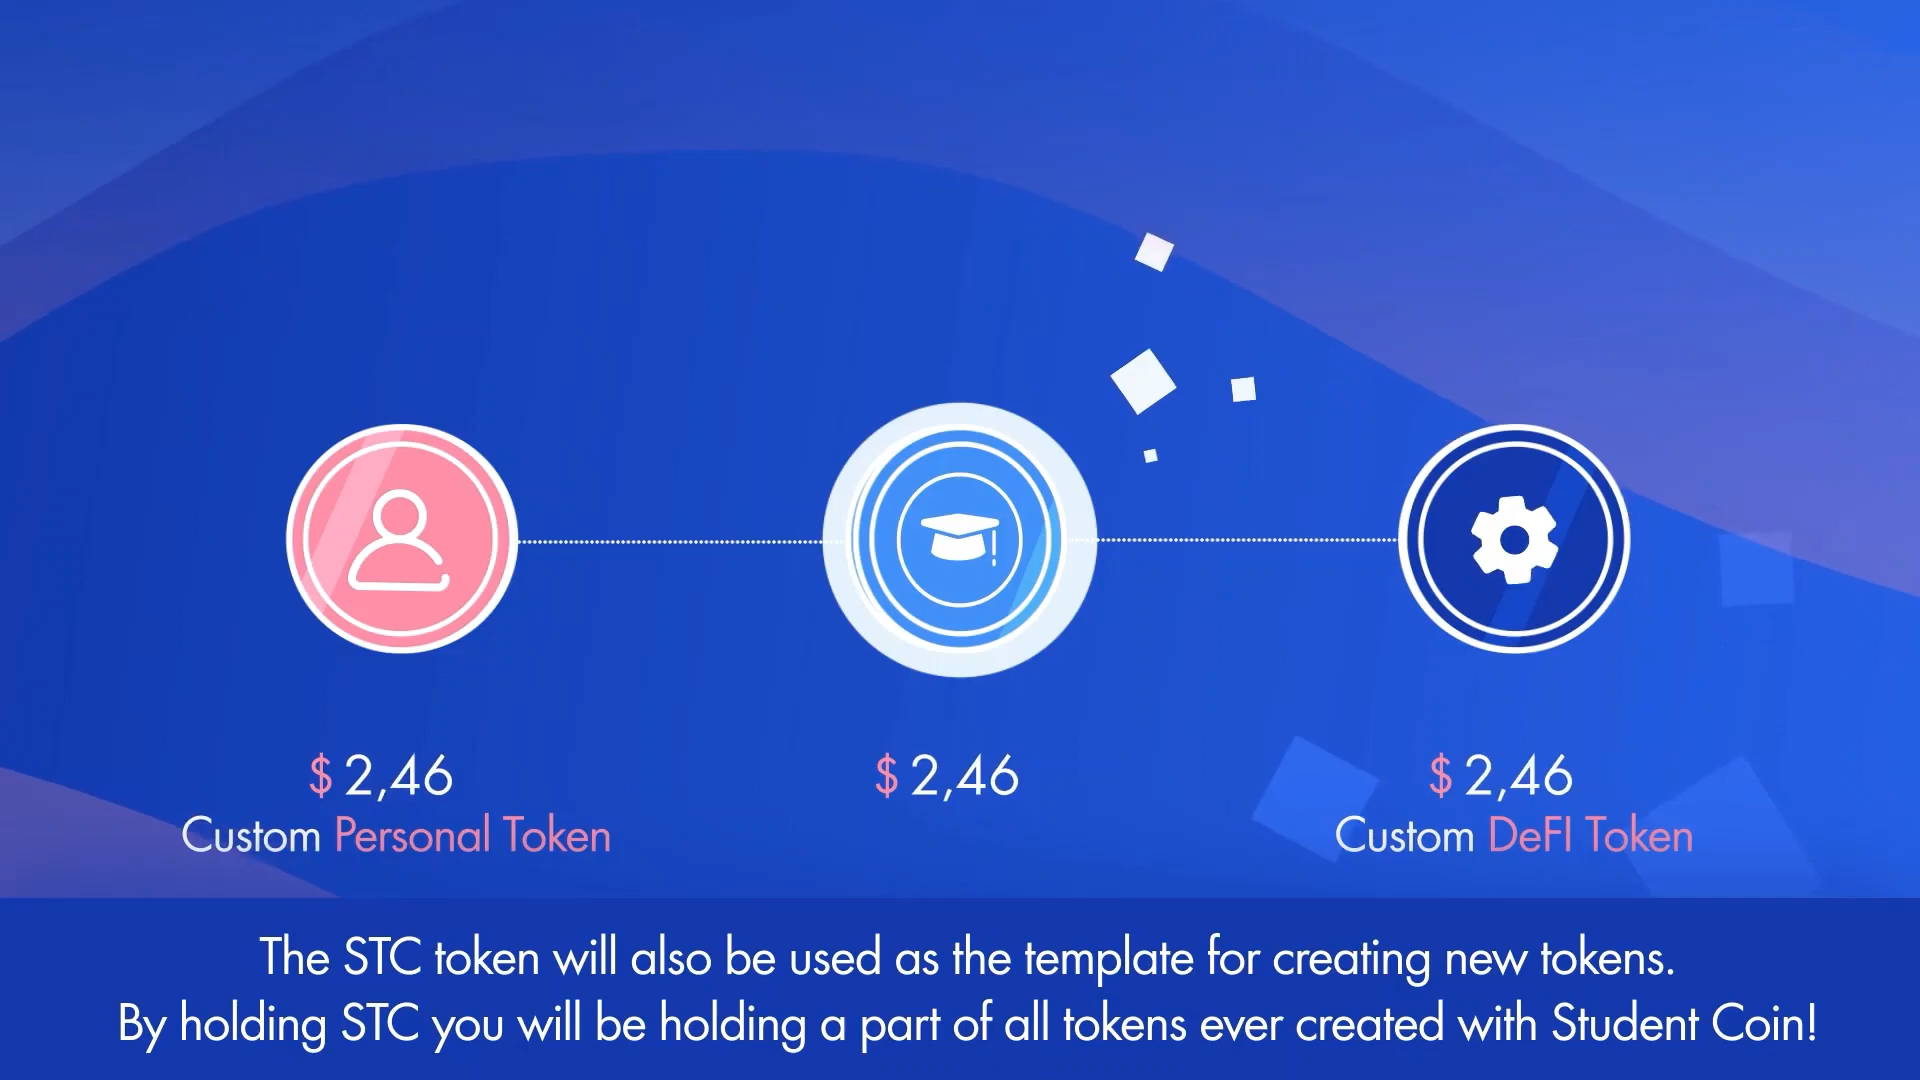 $ 2,46
Custom Personal Token
$ 2,46
$ 2,46
Custom DeFI Token
The STC token will also be used as the template for creating new tokens.
By holding STC you will be holding a part of all tokens ever created with Student Coin!